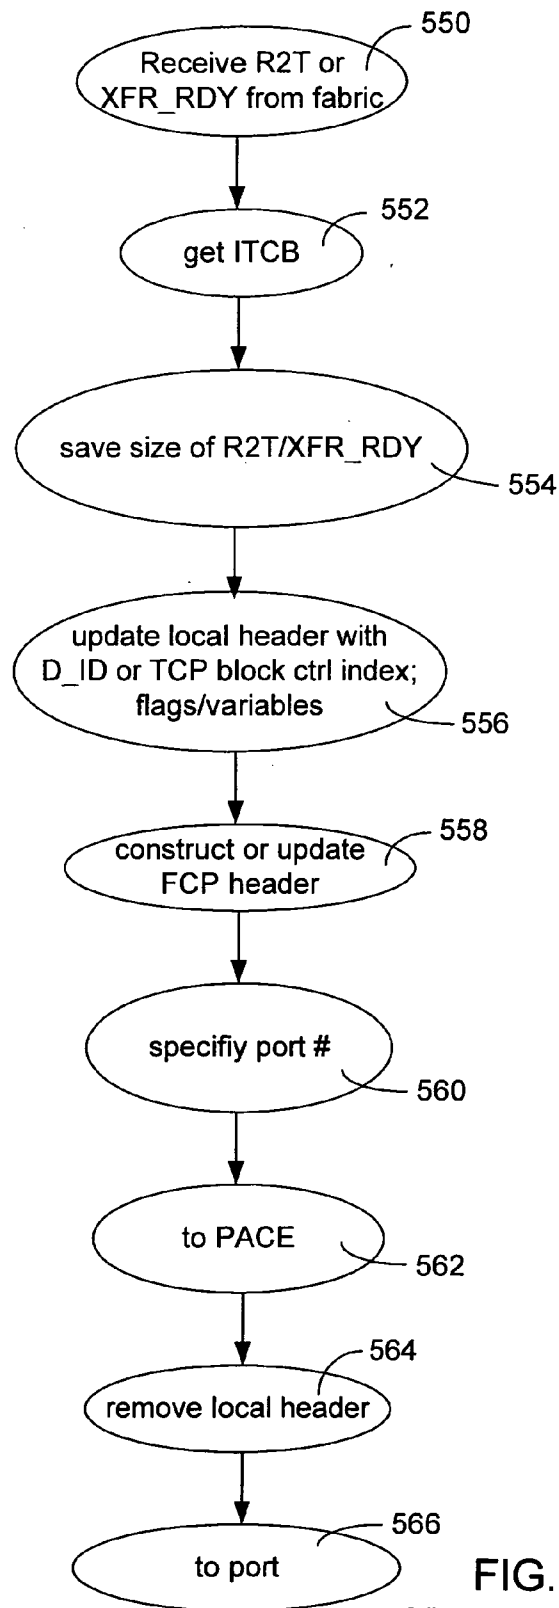 550
Receive R2T or
XFR_RDY from fabric
552
get ITCB
save size of R2T/XFR_RDY
554
update local header with
D_ID or TCP block ctrl index;
flags/variables
556
558
construct or update
FCP header
specifiy port #
560
to PACE
562
564
remove local header
566
to port
FIG.